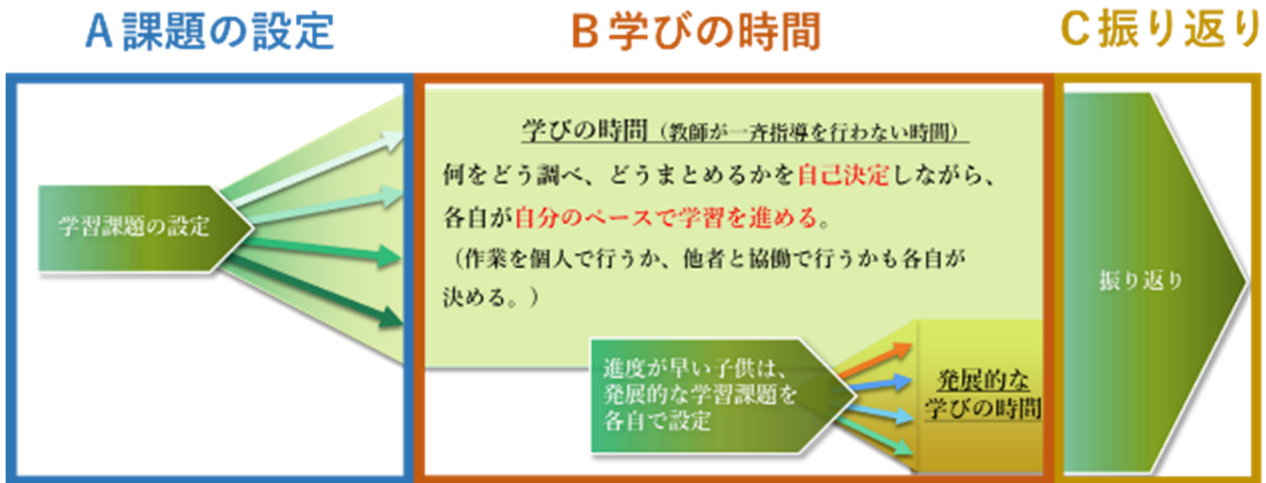 A 課題の設定
B 学びの時間
C 振り返り
学習課題の設定
学びの時間（教師が一斉指導を行わない時間）
何をどう調べ、どうまとめるかを自己決定しながら、
各自が自分のペースで学習を進める。
（作業を個人で行うか、他者と協働で行うかも各自が
決める。）
進度が早い子供は、
発展的な学習課題を
各自で設定
発展的な
学びの時間
振り返り